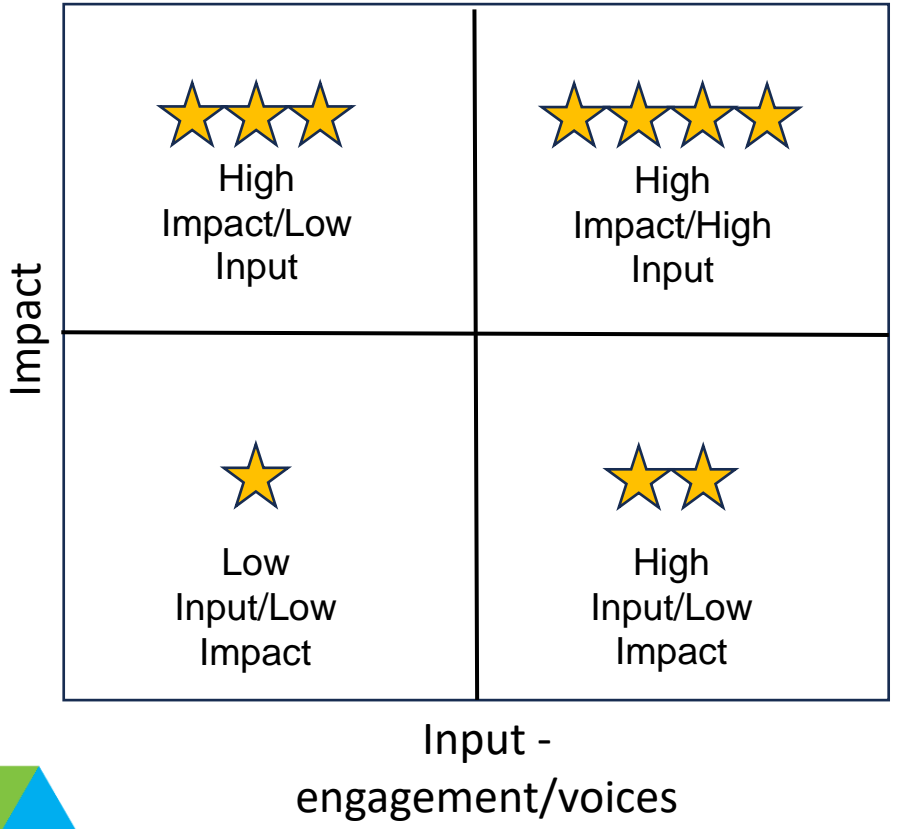 High
Impact/Low
Input
High
Impact/High
Input
Impact
Low
Input/Low
Impact
High
Input/Low
Impact
Input -
engagement/voices